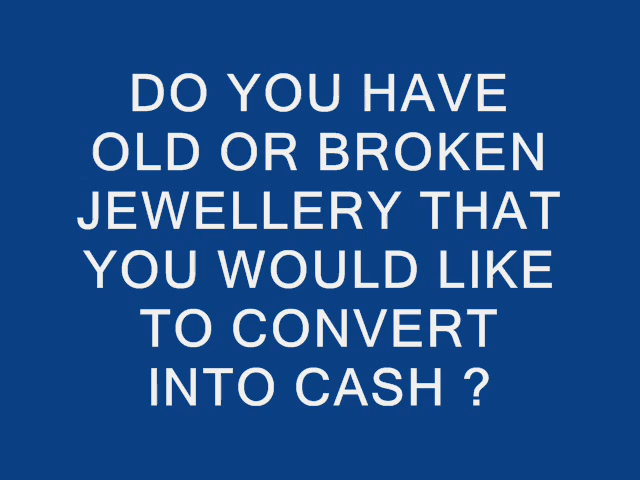 DO YOU HAVE
OLD OR BROKEN
JEWELLERY THAT
YOU WOULD LIKE
TO CONVERT
INTO CASH ?